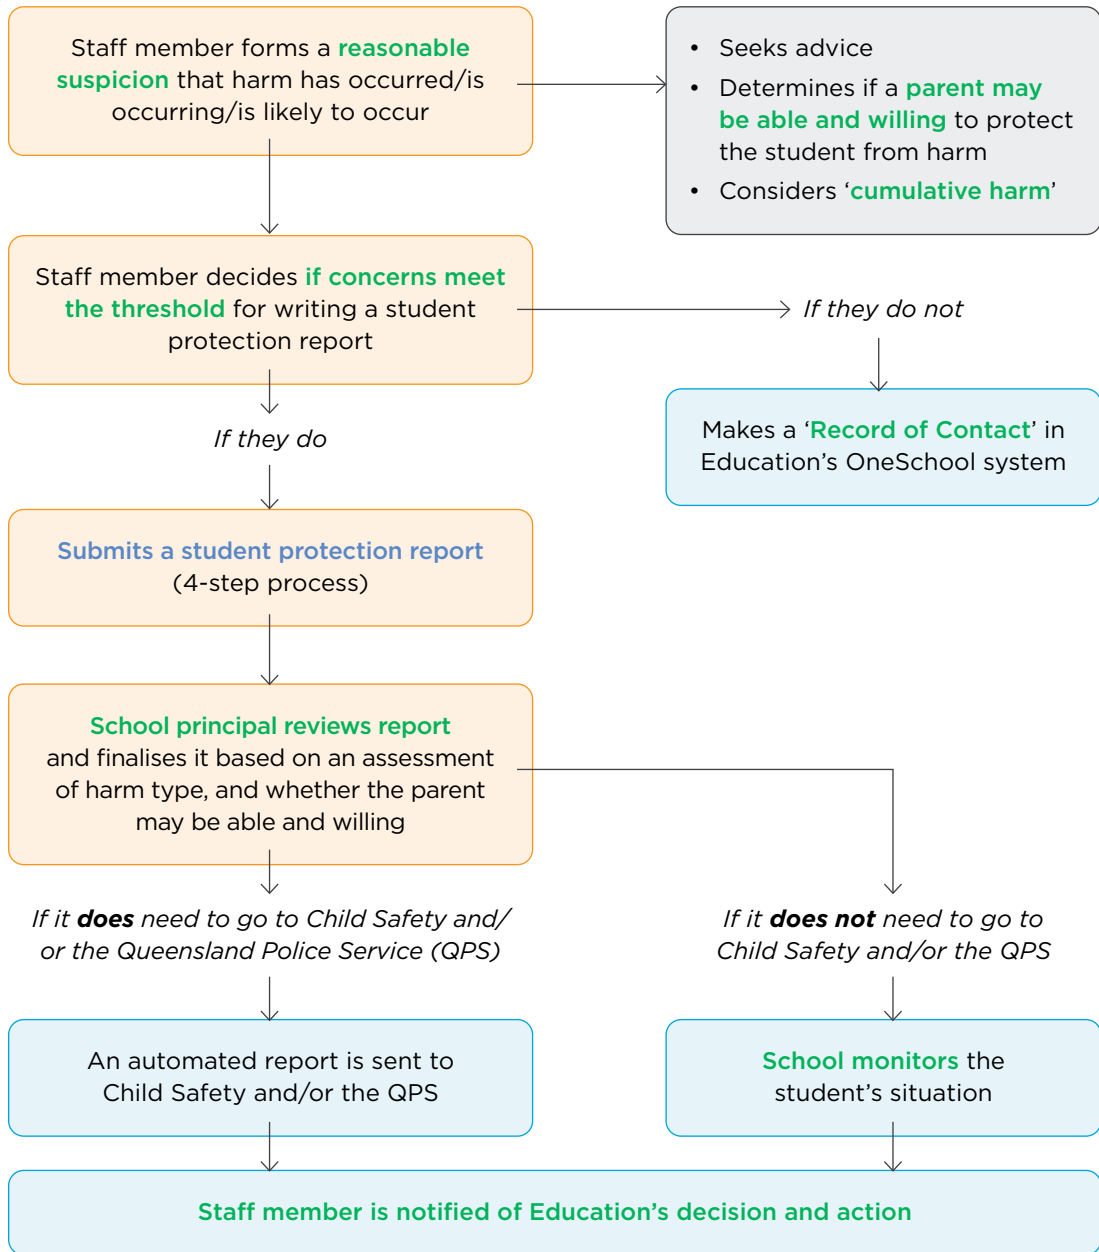 Staff member forms a reasonable
suspicion that harm has occurred/is
occurring/is likely to occur
• Seeks advice
• Determines if a parent may
be able and willing to protect
the student from harm
• Considers ‘cumulative harm’
Staff member decides if concerns meet
the threshold for writing a student
protection report
If they do not
Makes a ‘Record of Contact’ in
Education’s OneSchool system
If they do
Submits a student protection report
(4-step process)
School principal reviews report
and finalises it based on an assessment
of harm type, and whether the parent
may be able and willing
If it does need to go to Child Safety and/
or the Queensland Police Service (QPS)
If it does not need to go to
Child Safety and/or the QPS
An automated report is sent to
Child Safety and/or the QPS
School monitors the
student’s situation
Staff member is notified of Education’s decision and action